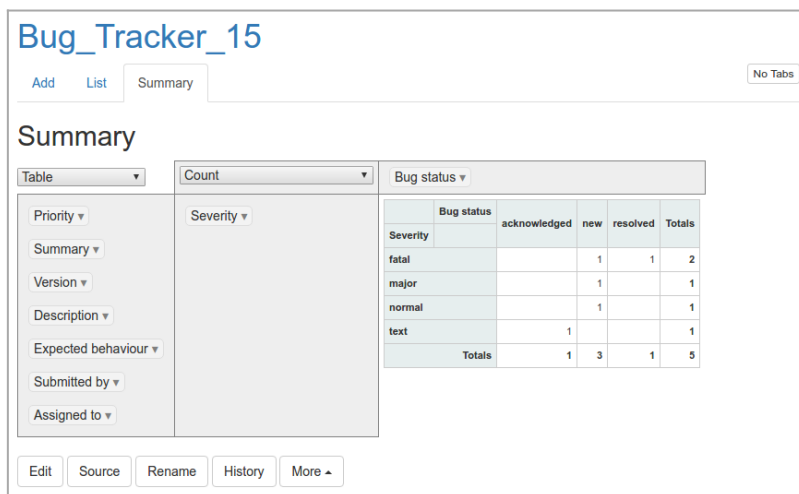 Bug_Tracker_15
Add List Summary
No Tabs
Summary
Table Count Bug status
Priority
Summary
Version
Description
Expected behaviour
Submitted by
Assigned to
Severity
Bug status acknowledged new resolved Totals
Severity
fatal 1 1 2
major 1 1
normal 1 1
text 1 1
Totals 1 3 1 5
Edit Source Rename History More